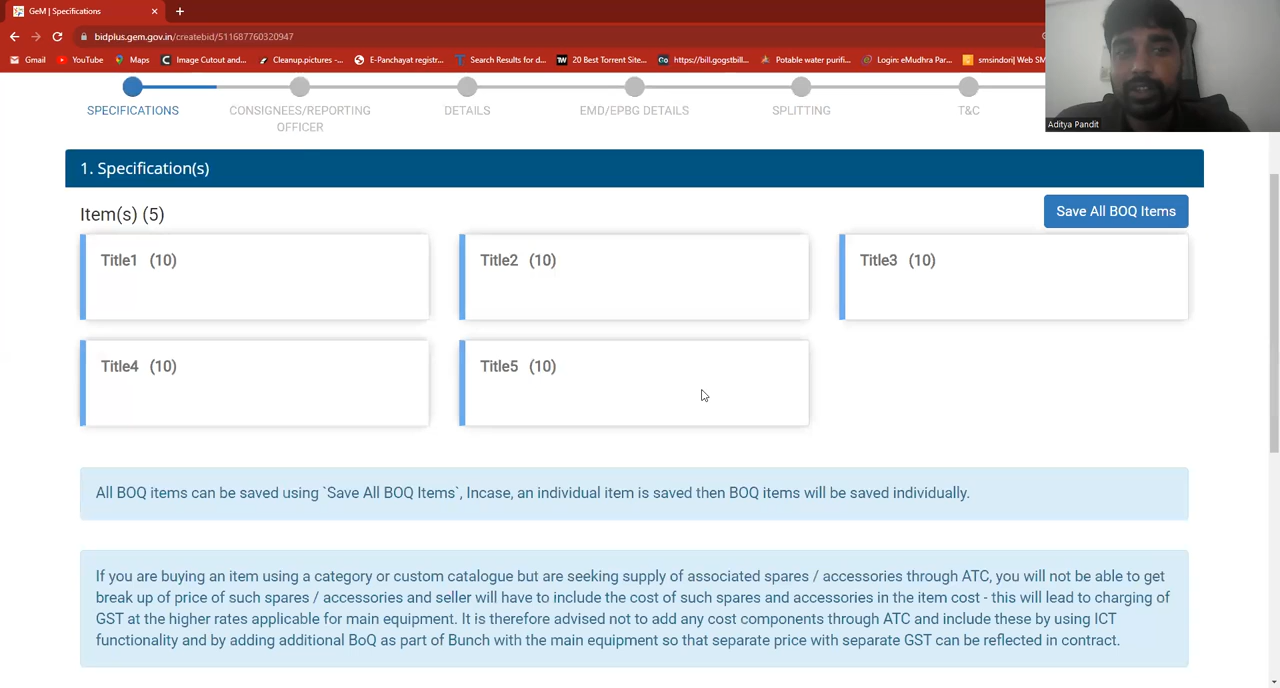 GeM | Specifications
bidplus.gem.gov.in/createbid/511687760320947
Gmail YouTube Maps Image Cutout and... Cleanup.pictures -... E-Panchayat registr... Search Results for d... 20 Best Torrent Site... https://bill.gogstbill... Potable water purifi... Login: eMudhra Par... smsindori| Web SM
SPECIFICATIONS
CONSIGNEES/REPORTING
OFFICER
DETAILS
EMD/EPBG DETAILS
SPLITTING
T&C
Aditya Pandit
1. Specification(s)
Item(s) (5)
Save All BOQ Items
Title1 (10)
Title2 (10)
Title3 (10)
Title4 (10)
Title5 (10)
All BOQ items can be saved using `Save All BOQ Items`, Incase, an individual item is saved then BOQ items will be saved individually.
If you are buying an item using a category or custom catalogue but are seeking supply of associated spares / accessories through ATC, you will not be able to get
break up of price of such spares / accessories and seller will have to include the cost of such spares and accessories in the item cost - this will lead to charging of
GST at the higher rates applicable for main equipment. It is therefore advised not to add any cost components through ATC and include these by using ICT
functionality and by adding additional BoQ as part of Bunch with the main equipment so that separate price with separate GST can be reflected in contract.